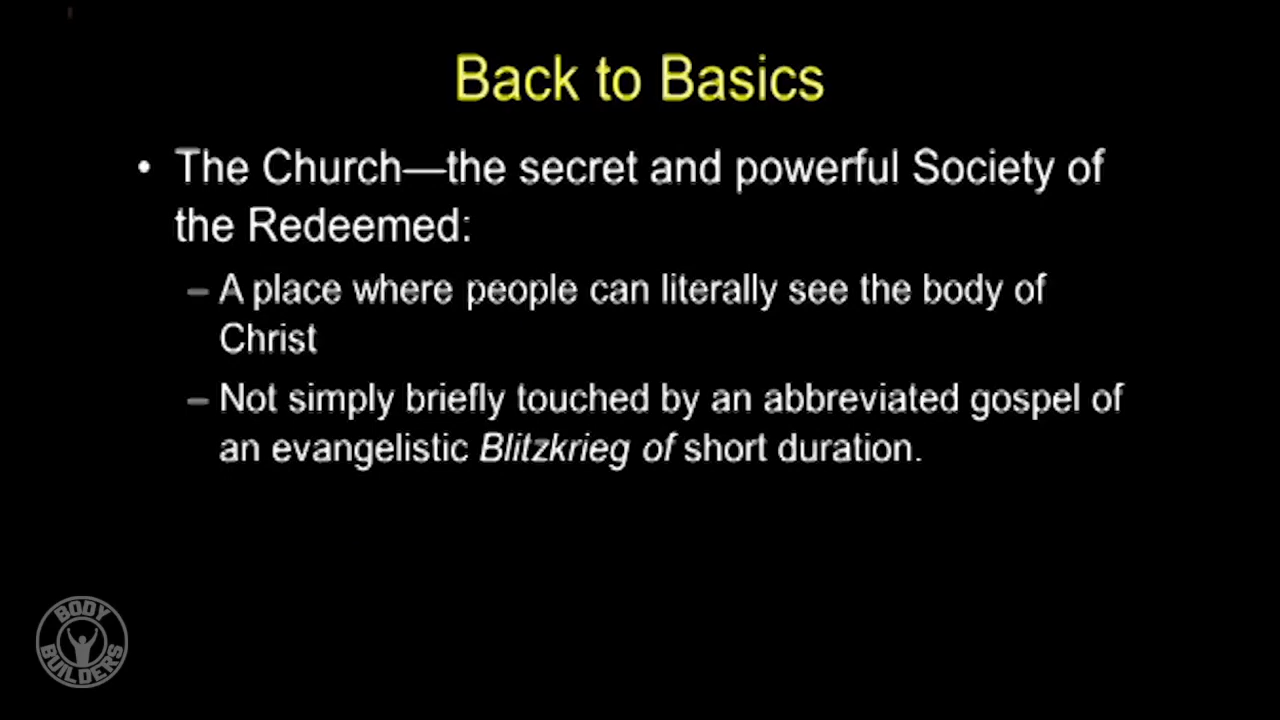 Back to Basics
• The Church—the secret and powerful Society of
the Redeemed:
– A place where people can literally see the body of
Christ
– Not simply briefly touched by an abbreviated gospel of
an evangelistic Blitzkrieg of short duration.
BODY
BUILDERS